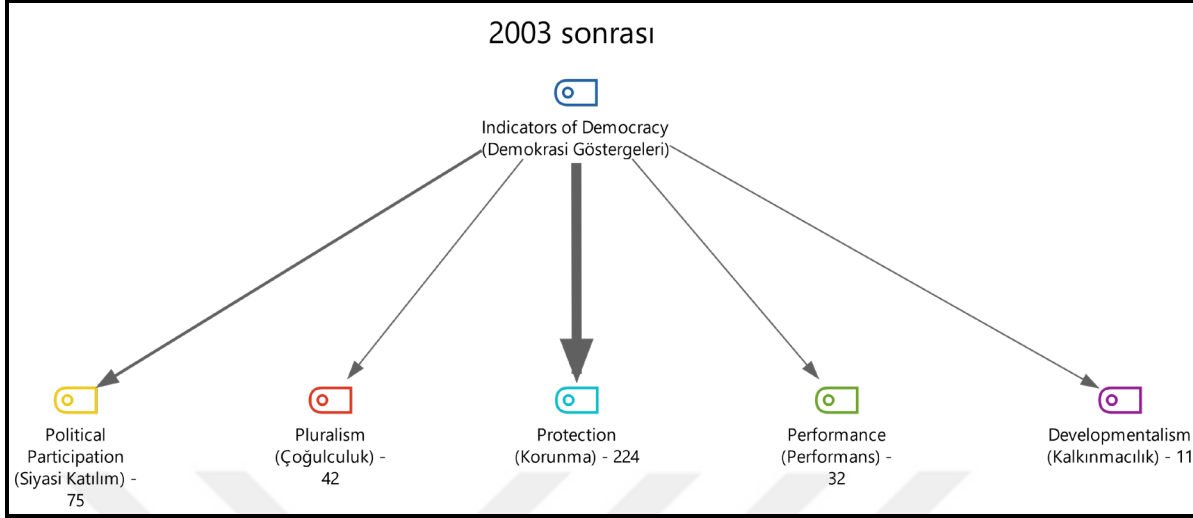 2003 sonrası
Indicators of Democracy
(Demokrasi Göstergeleri)
Political
Participation
(Siyasi Katılım) -
75
Pluralism
(Çoğulculuk) -
42
Protection
(Korunma) - 224
Performance
(Performans) -
32
Developmentalism
(Kalkınmacılık) - 11